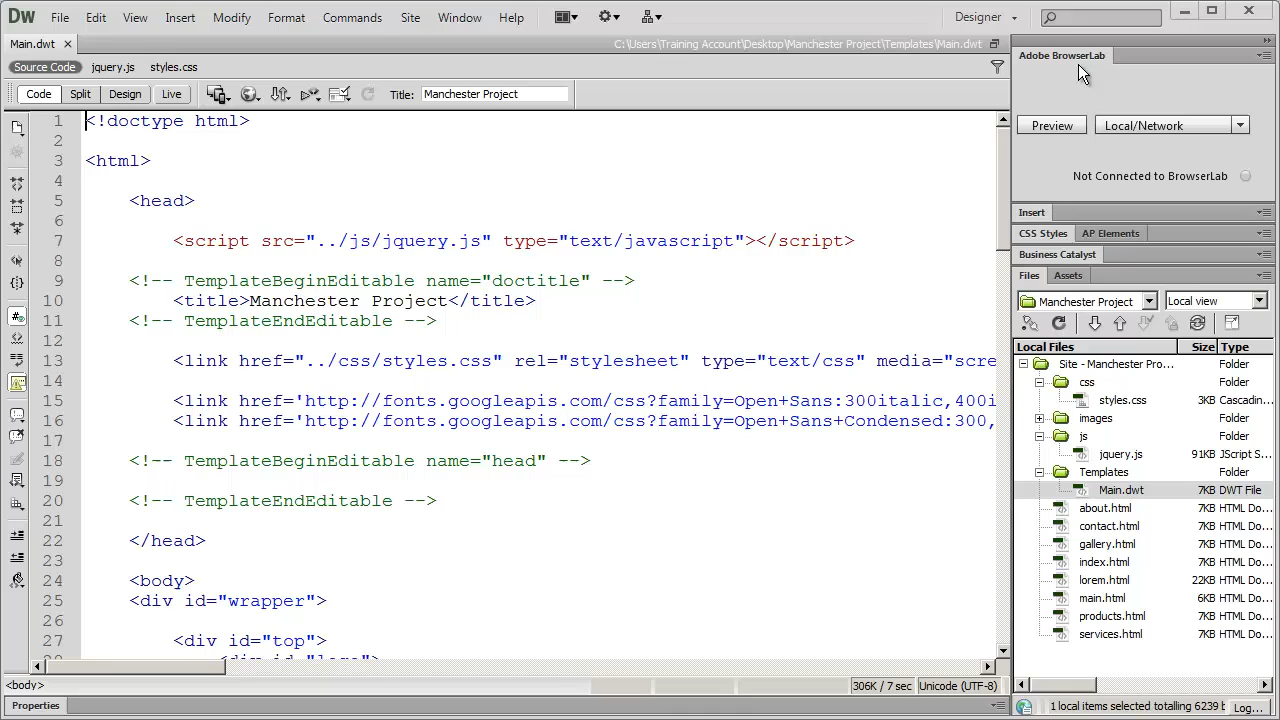 Dw File Edit View Insert Modify Format Commands Site Window Help Designer
Main.dwt × C:\Users\Training Account\Desktop\Manchester Project\Templates\Main.dwt
Source Code jquery.js styles.css
Code Split Design Live Title: Manchester Project
1 <!doctype html>
2
3 <html>
4
5 <head>
6
7 <script src="../js/jquery.js" type="text/javascript"></script>
8
9 <!-- TemplateBeginEditable name="doctitle" -->
10 <title>Manchester Project</title>
11 <!-- TemplateEndEditable -->
12
13 <link href="../css/styles.css" rel="stylesheet" type="text/css" media="scre
14
15 <link href='http://fonts.googleapis.com/css?family=Open+Sans:300italic,400i
16 <link href='http://fonts.googleapis.com/css?family=Open+Sans+Condensed:300,
17
18 <!-- TemplateBeginEditable name="head" -->
19
20 <!-- TemplateEndEditable -->
21
22 </head>
23
24 <body>
25 <div id="wrapper">
26
27 <div id="top">
28 <div id="logo">
<body> 306K / 7 sec Unicode (UTF-8)
Properties
Adobe BrowserLab
Preview Local/Network
Not Connected to BrowserLab
Insert
CSS Styles AP Elements
Business Catalyst
Files Assets
Manchester Project Local view
Local Files Size Type
Site - Manchester Pro... Folder
css Folder
styles.css 3KB Cascadin...
images Folder
js Folder
jquery.js 91KB JScript S...
Templates Folder
Main.dwt 7KB DWT File
about.html 7KB HTML Do...
contact.html 7KB HTML Do...
gallery.html 7KB HTML Do...
index.html 7KB HTML Do...
lorem.html 22KB HTML Do...
main.html 6KB HTML Do...
products.html 7KB HTML Do...
services.html 7KB HTML Do...
1 local items selected totalling 6239 b Log...